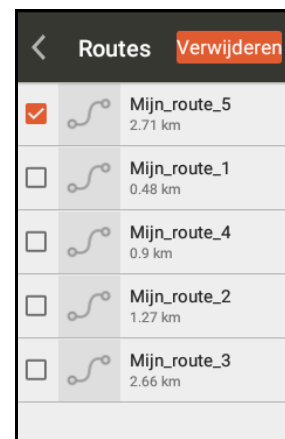 Routes Verwijderen
Mijn_route_5
2.71 km
Mijn_route_1
0.48 km
Mijn_route_4
0.9 km
Mijn_route_2
1.27 km
Mijn_route_3
2.66 km